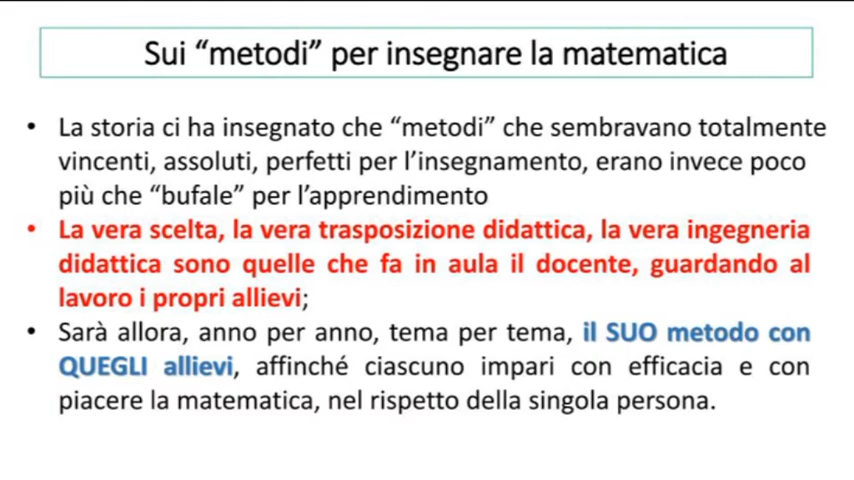 Sui “metodi” per insegnare la matematica
• La storia ci ha insegnato che “metodi” che sembravano totalmente
vincenti, assoluti, perfetti per l’insegnamento, erano invece poco
più che “bufale” per l’apprendimento
• La vera scelta, la vera trasposizione didattica, la vera ingegneria
didattica sono quelle che fa in aula il docente, guardando al
lavoro i propri allievi;
• Sarà allora, anno per anno, tema per tema, il SUO metodo con
QUEGLI allievi, affinché ciascuno impari con efficacia e con
piacere la matematica, nel rispetto della singola persona.